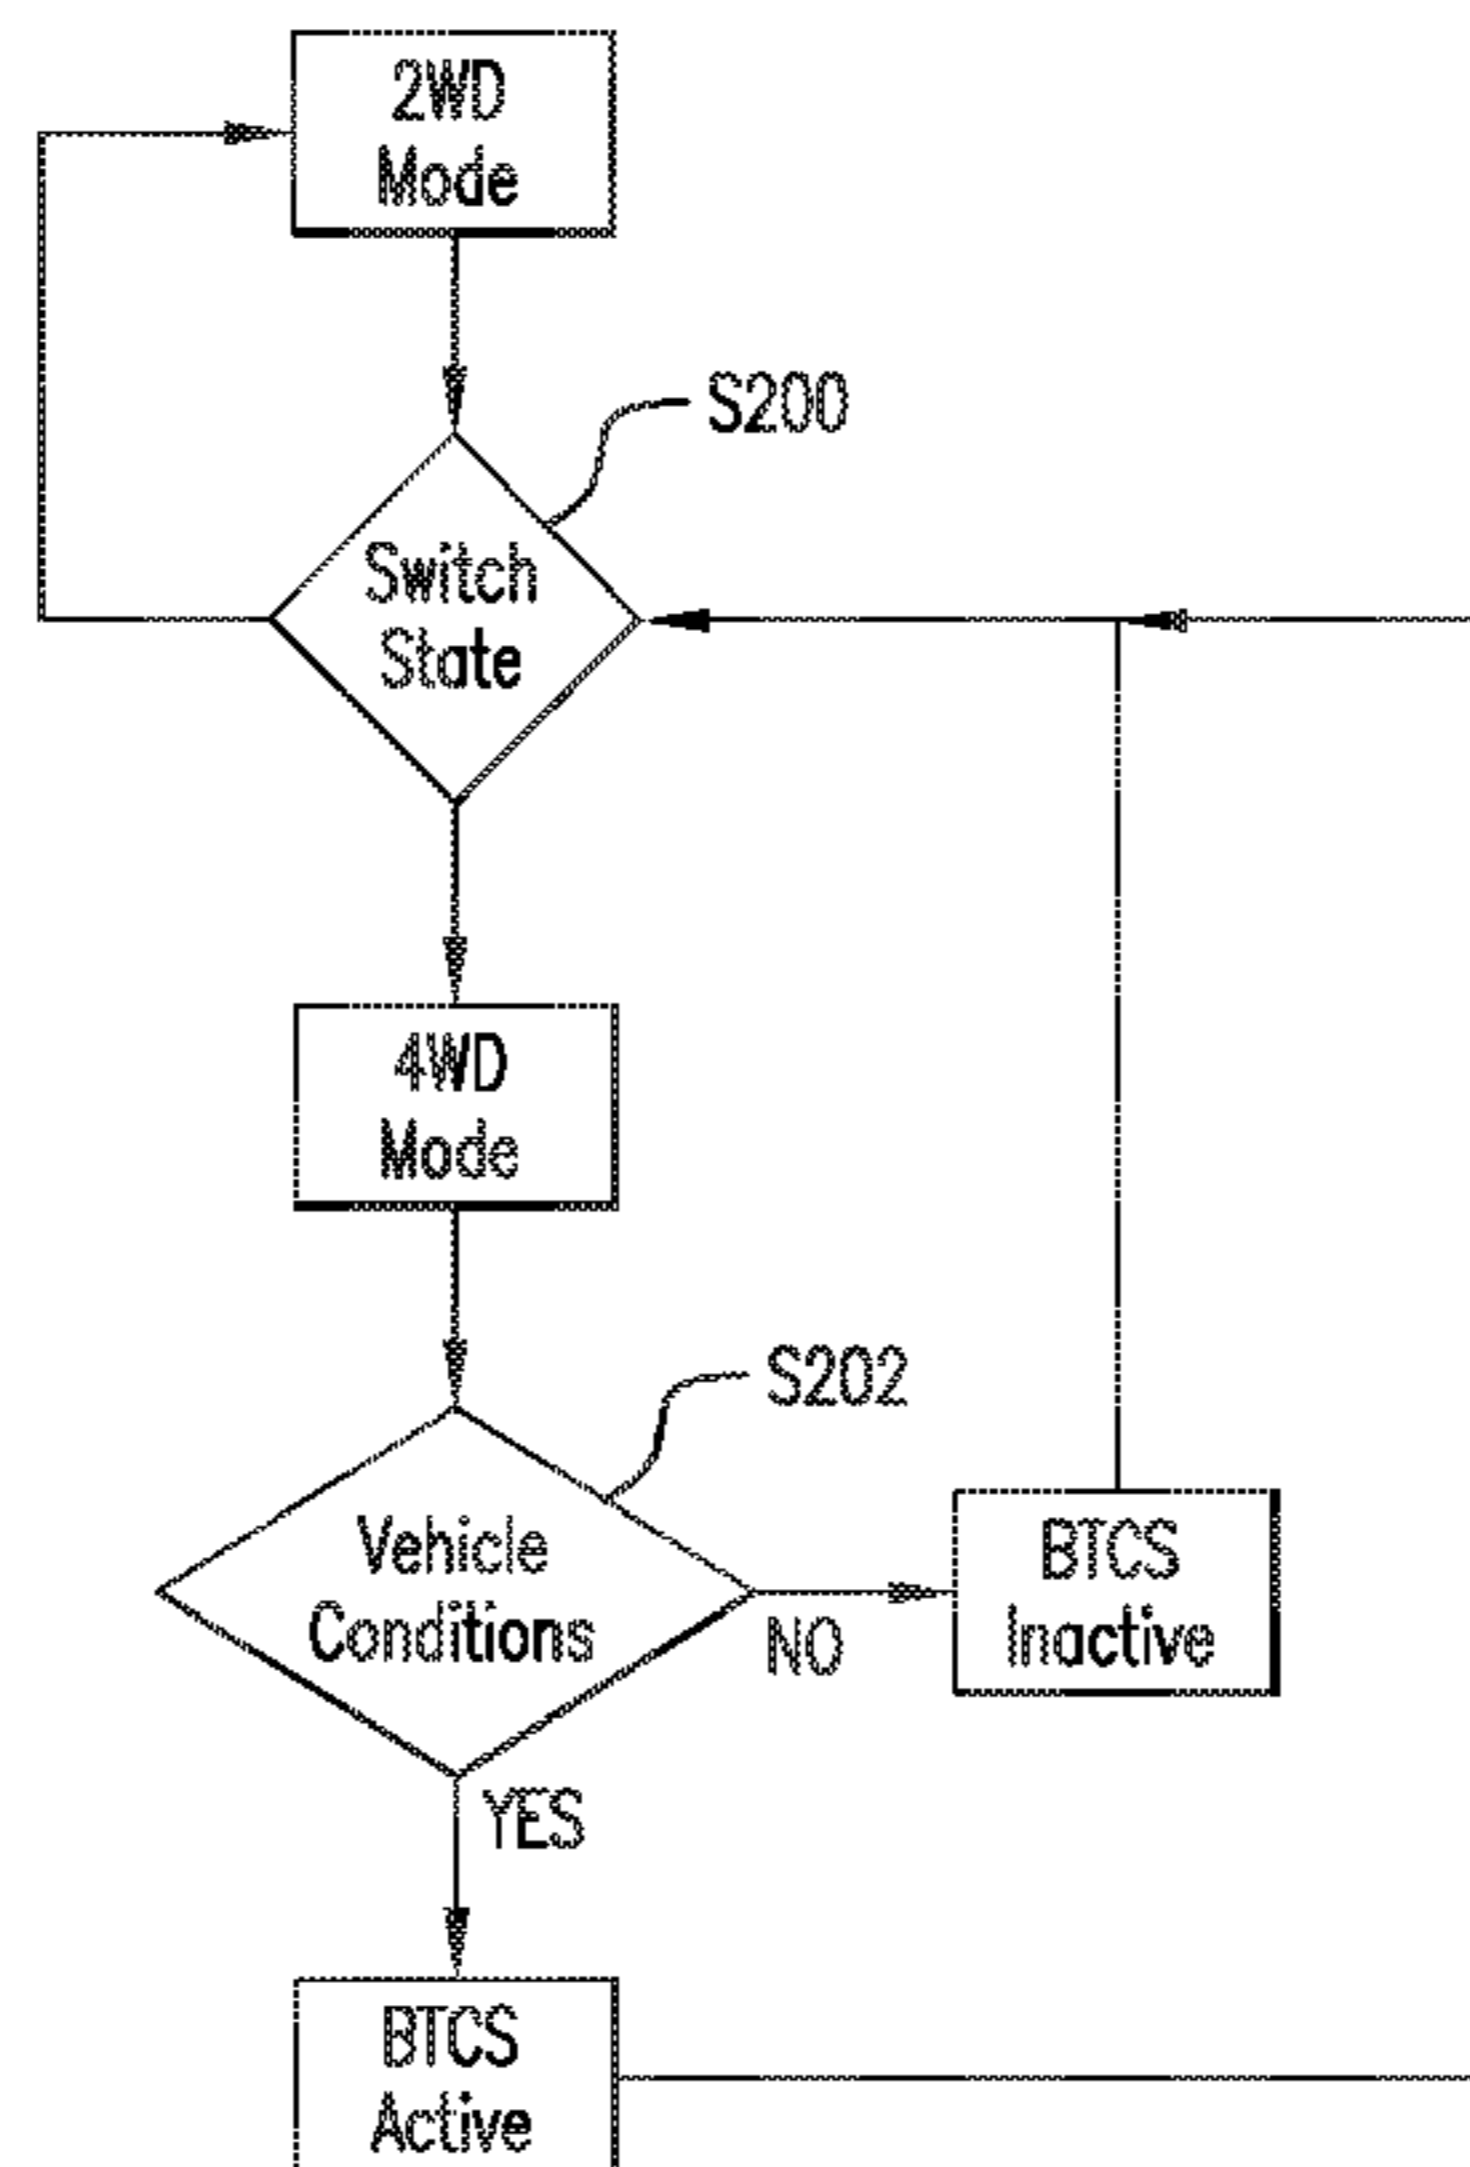 2WD
Mode
S200
Switch
State
4WD
Mode
S202
Vehicle
Conditions
NO
BTCS
Inactive
YES
BTCS
Active